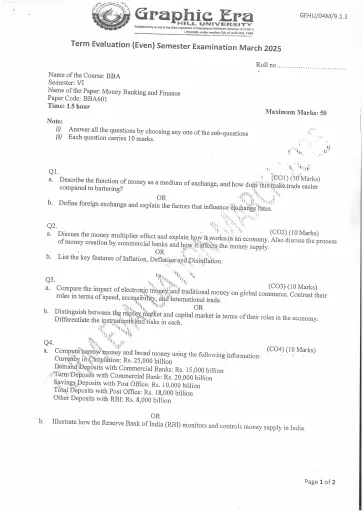 GEHU/04M/9.1.3
Graphic Era
HILL UNIVERSITY
Term Evaluation (Even) Semester Examination March 2025
Roll no
Name of the Course: BBA
Semester: VI
Name of the Paper: Money Banking and Finance
Paper Code: BBA601
Time: 1.5 hour
Maximum Marks: 50
Note:
(i) Answer all the questions by choosing any one of the sub-questions
(ii) Each question carries 10 marks.
Q1.
(CO1) (10 Marks)
a. Describe the function of money as a medium of exchange, and how does this make trade easier
compared to bartering?
OR
b. Define foreign exchange and explain the factors that influence exchange rates.
Q2.
(CO3) (10 Marks)
a. Discuss the money multiplier effect and explain how it works in an economy. Also discuss the process
of money creation by commercial banks and how it affects the money supply.
OR
b. List the key features of Inflation, Deflation and Disinflation.
Q3.
(CO3) (10 Marks)
a. Compare the impact of electronic money and traditional money on global commerce. Contrast their
roles in terms of speed, accessibility, and international trade.
OR
b. Distinguish between the money market and capital market in terms of their roles in the economy.
Differentiate the instruments and risks in each.
Q4.
(CO4) (10 Marks)
a. Compute narrow money and broad money using the following information:
Currency in Circulation: Rs. 25,000 billion
Demand Deposits with Commercial Banks: Rs. 15,000 billion
Term Deposits with Commercial Bank: Rs. 20,000 billion
Savings Deposits with Post Office: Rs. 10,000 billion
Total Deposits with Post Office: Rs. 18,000 billion
Other Deposits with RBI: Rs. 8,000 billion
OR
b. Illustrate how the Reserve Bank of India (RBI) monitors and controls money supply in India.
Page 1 of 2